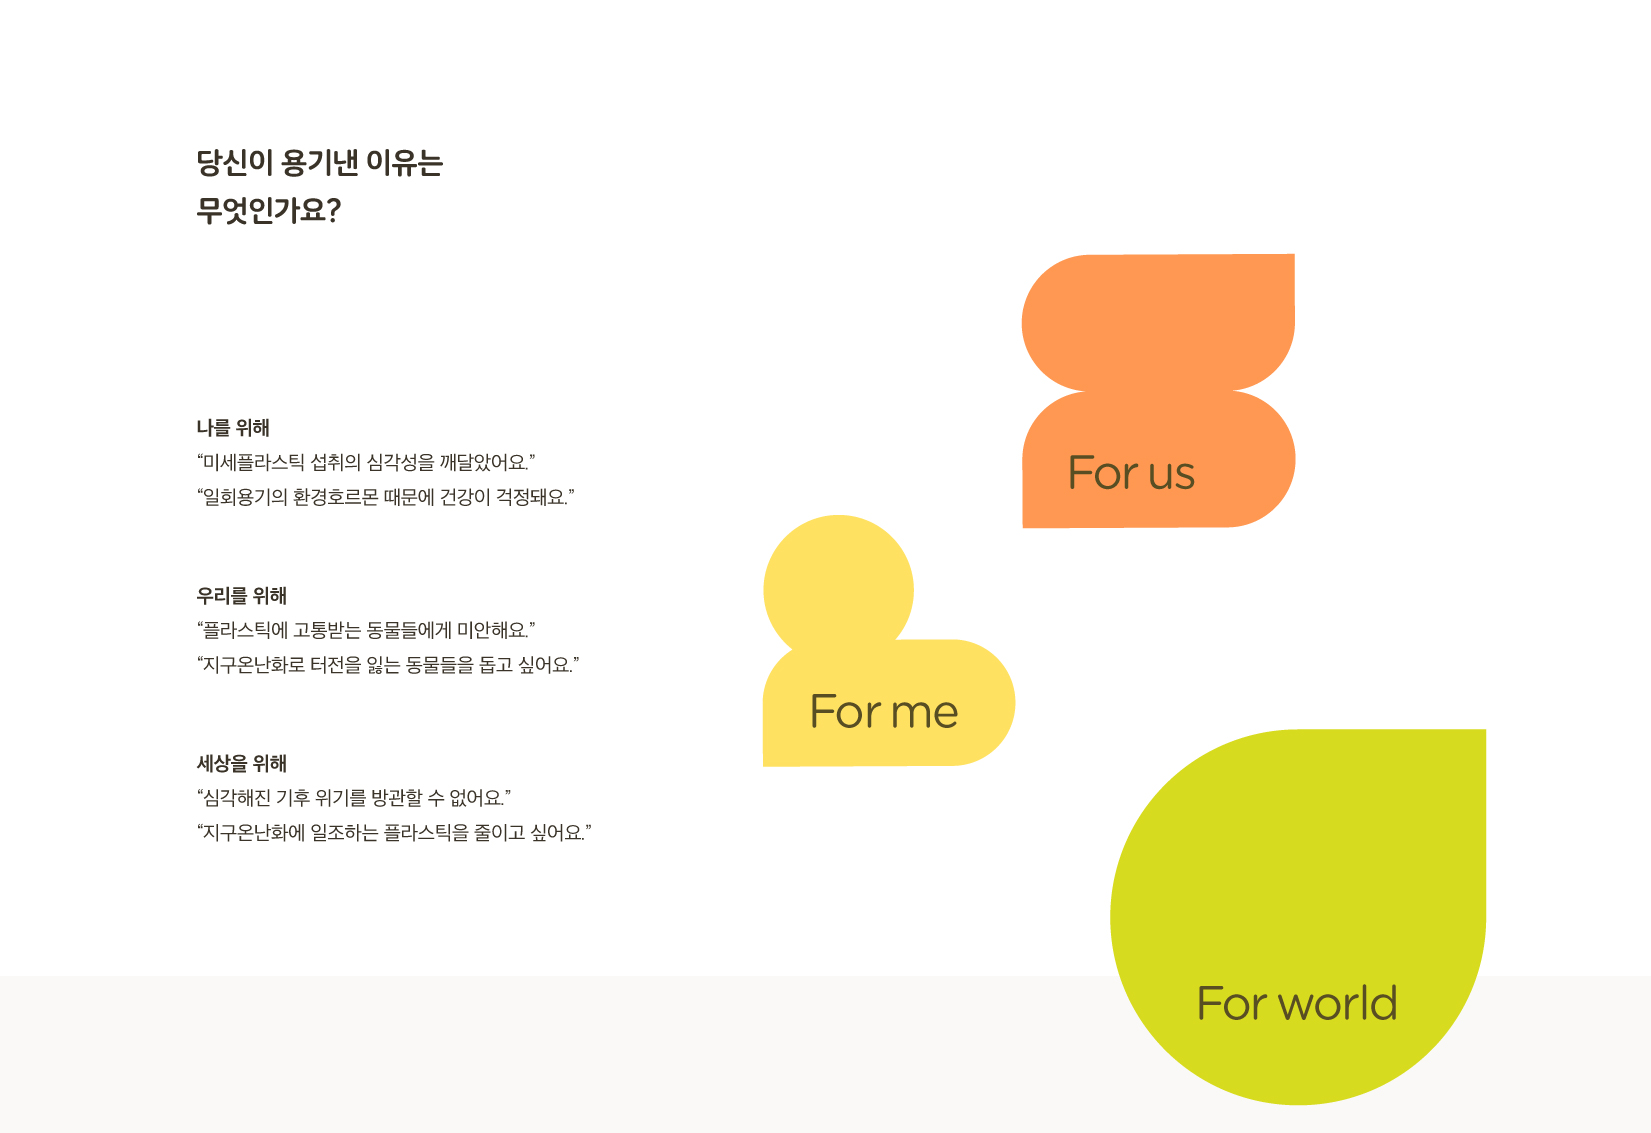 당신이 용기낸 이유는
무엇인가요?
나를 위해
“미세플라스틱 섭취의 심각성을 깨달았어요.”
“일회용기의 환경호르몬 때문에 건강이 걱정돼요.”
우리를 위해
“플라스틱에 고통받는 동물들에게 미안해요.”
“지구온난화로 터전을 잃는 동물들을 돕고 싶어요.”
세상을 위해
“심각해진 기후 위기를 방관할 수 없어요.”
“지구온난화에 일조하는 플라스틱을 줄이고 싶어요.”
For us
For me
For world